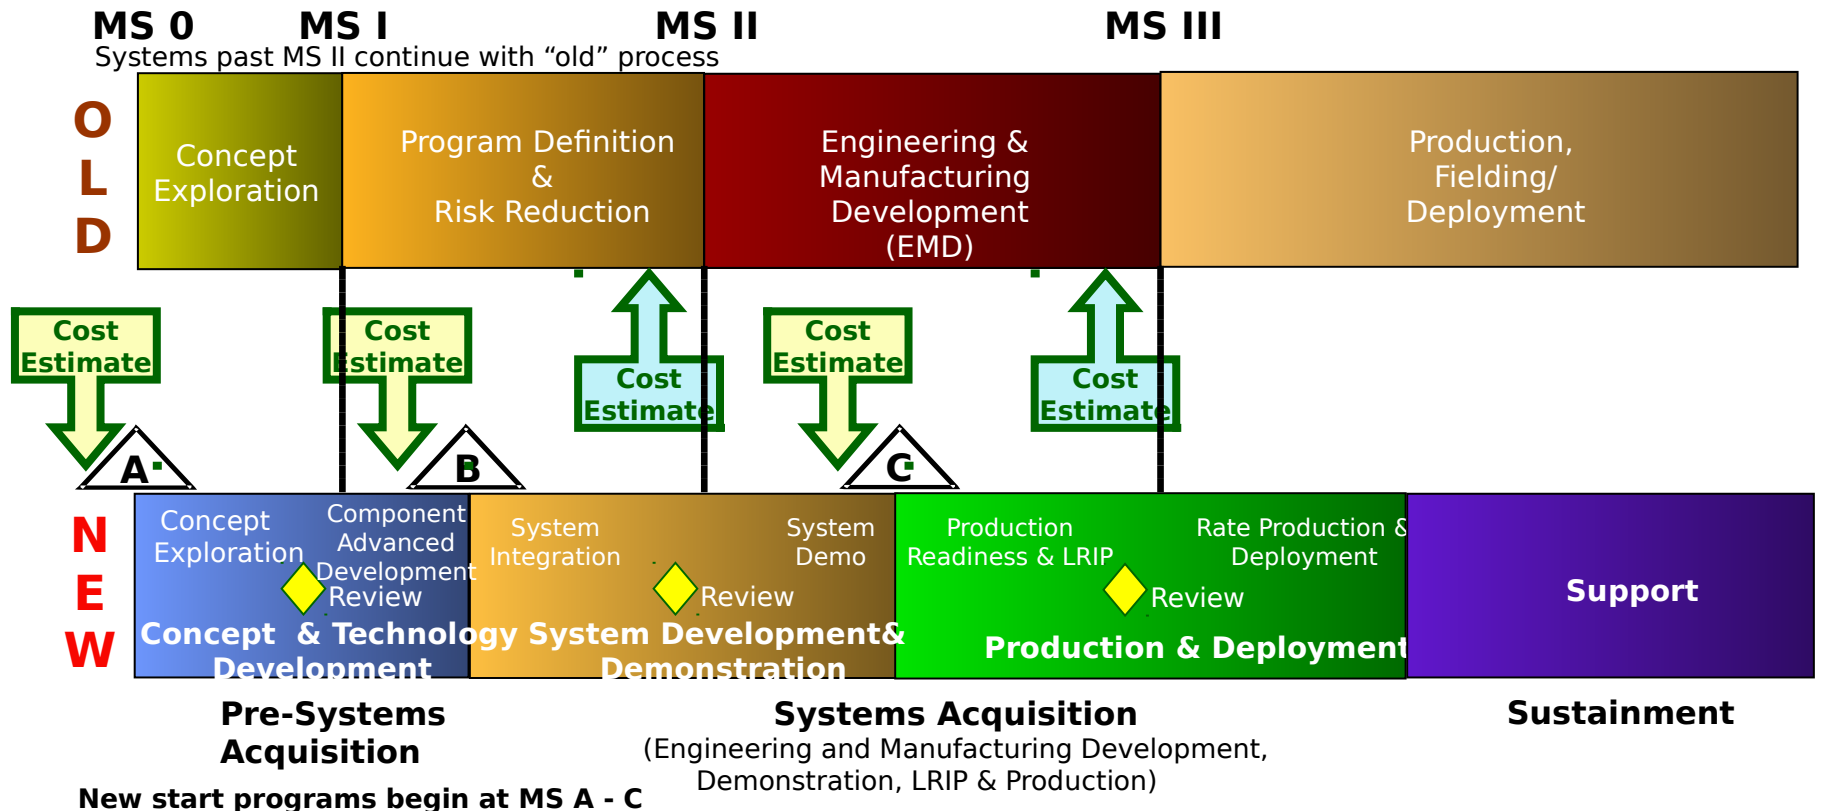 MS 0
MS I
MS II
MS III
Systems past MS II continue with “old” process
O
L
D
Concept
Exploration
Program Definition
&
Risk Reduction
Engineering &
Manufacturing
Development
(EMD)
Production,
Fielding/
Deployment
Cost
Estimate
Cost
Estimate
Cost
Estimate
Cost
Estimate
Cost
Estimate
A
B
C
N
E
W
Concept
Exploration
Component
Advanced
Development
Review
Concept & Technology
Development
System
Integration
System
Demo
Review
System Development&
Demonstration
Production
Readiness & LRIP
Rate Production &
Deployment
Review
Production & Deployment
Support
Pre-Systems
Acquisition
Systems Acquisition
(Engineering and Manufacturing Development,
Demonstration, LRIP & Production)
Sustainment
New start programs begin at MS A - C